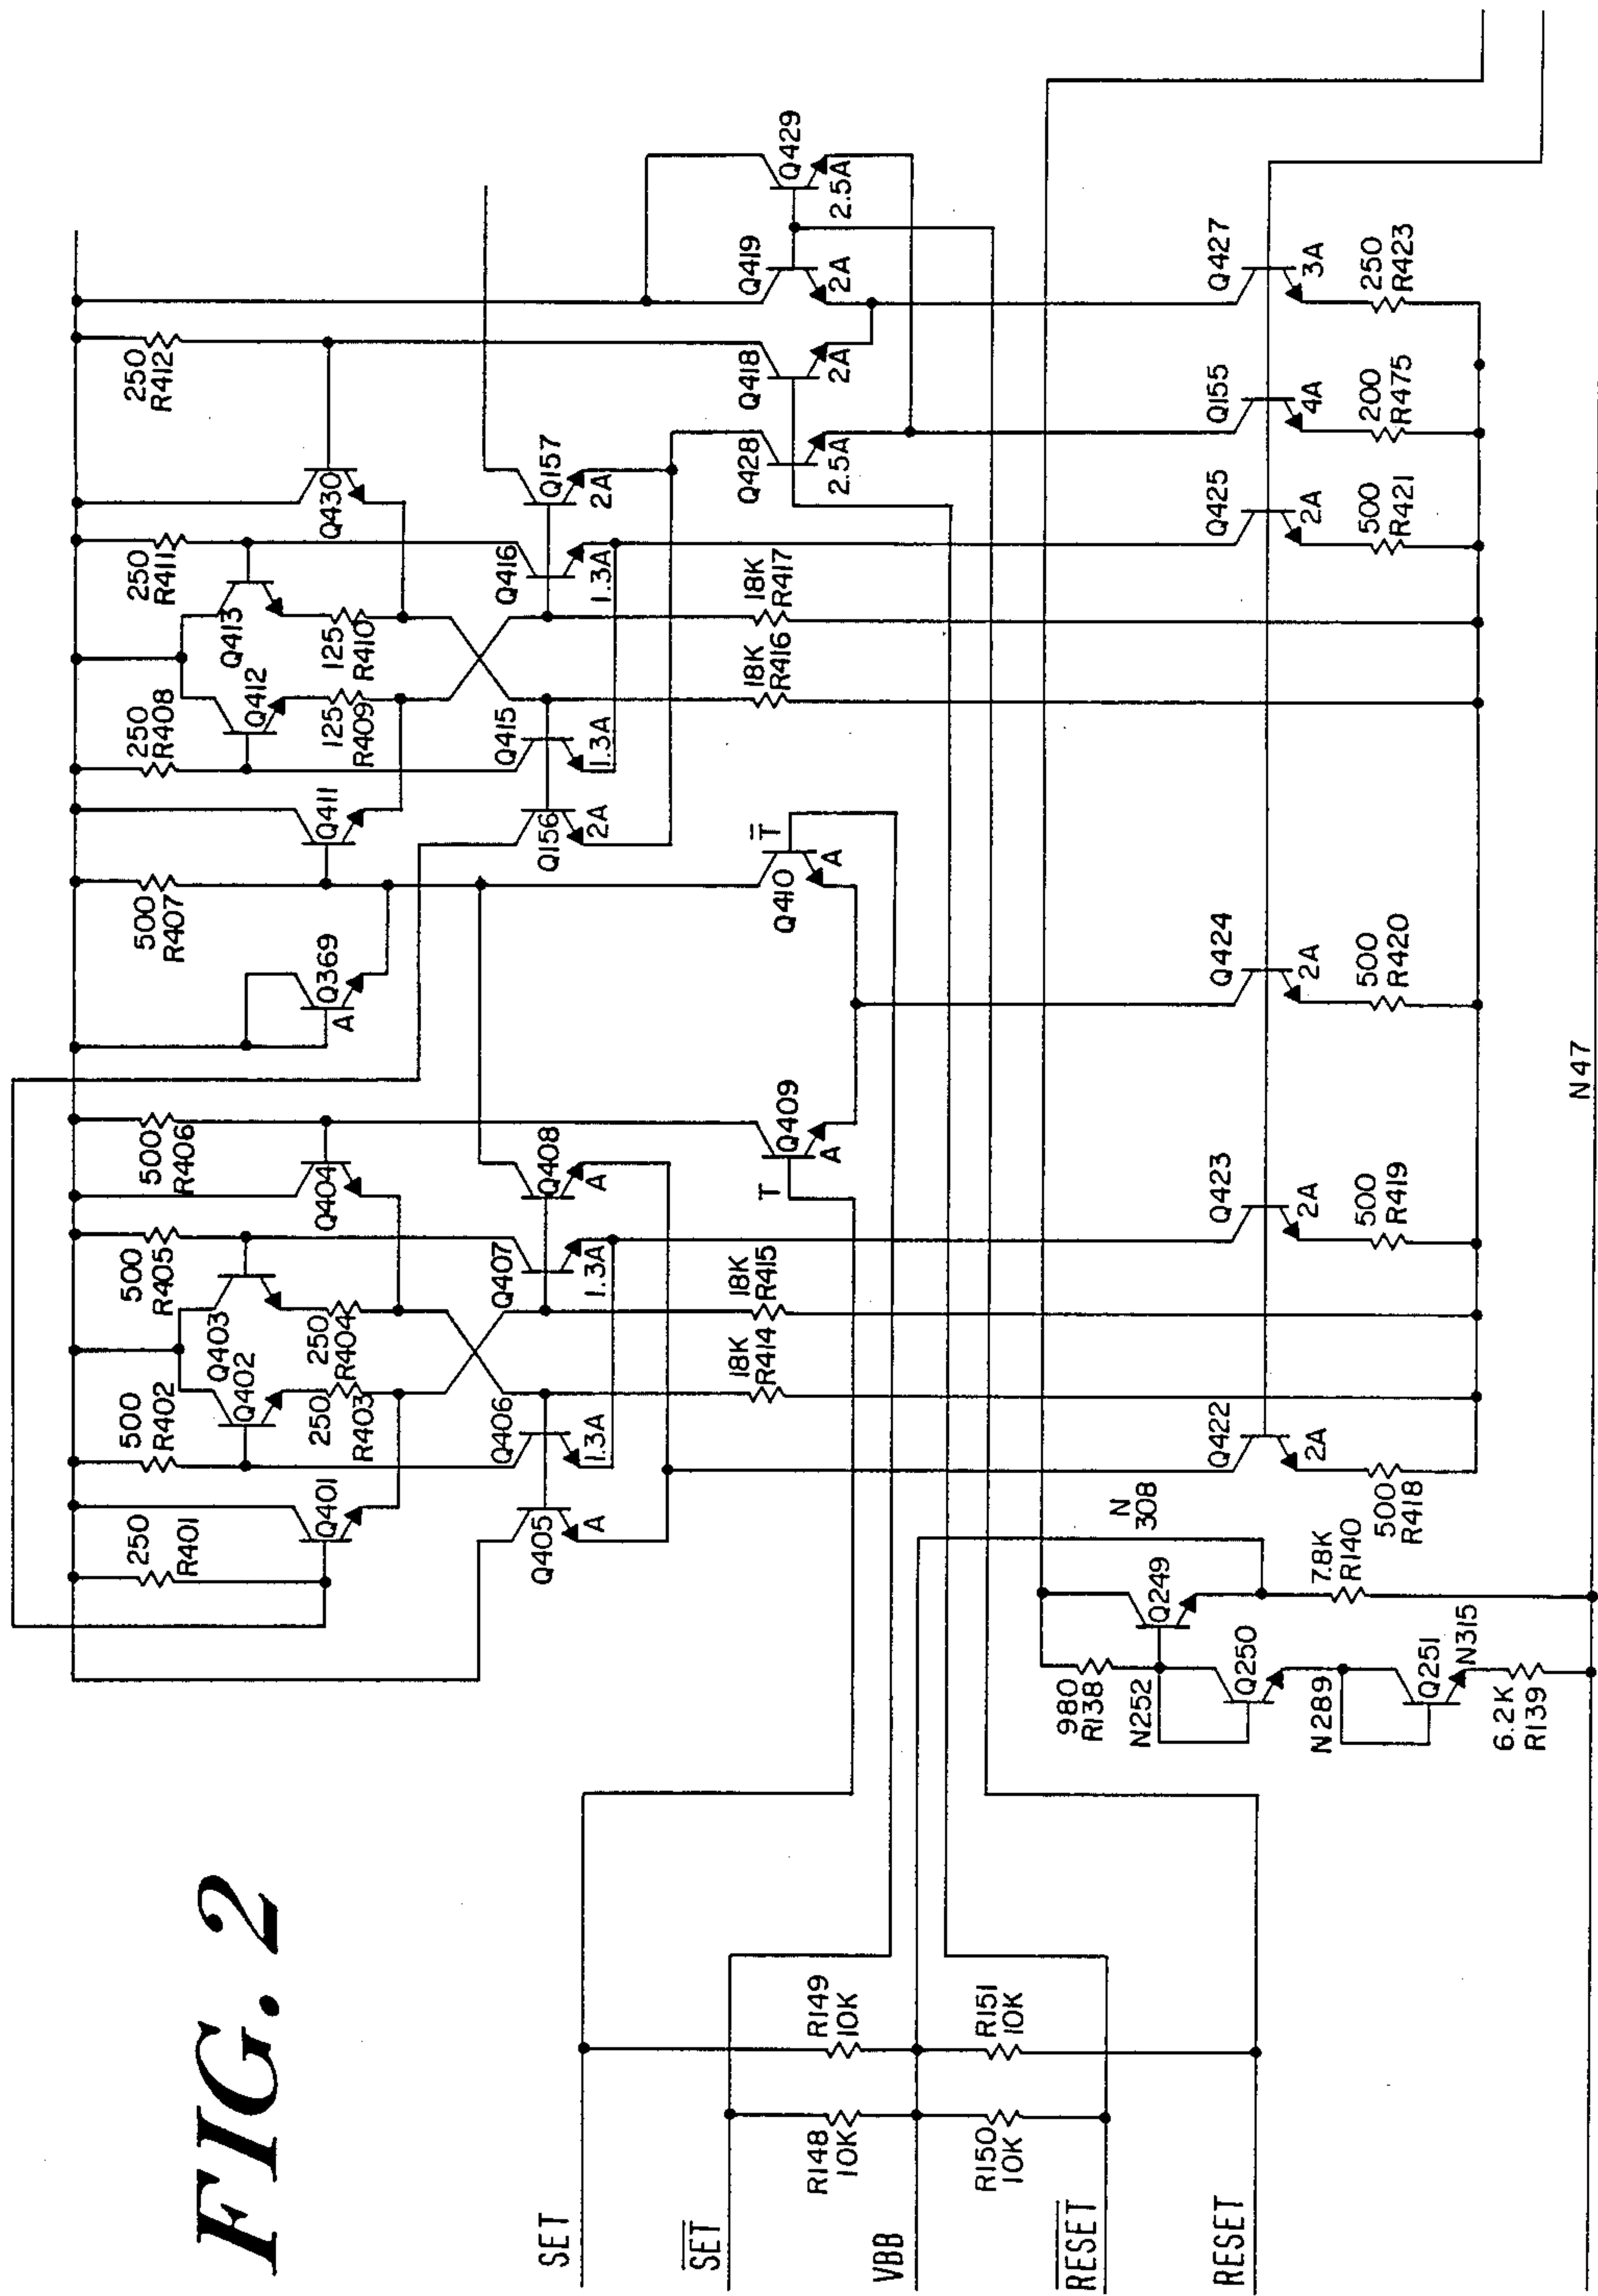 FIG. 2
SET
SET
VBB
RESET
RESET
R148
10K
R149
10K
R150
10K
R151
10K
250
R401
Q401
500
R402
Q402
Q403
250
R403
250
R404
500
R405
Q404
500
R406
Q405
A
Q406
1.3A
Q407
1.3A
Q408
A
18K
R414
18K
R415
T
Q409
A
Q369
A
500
R407
Q411
Q410
T
A
250
R408
Q412
Q413
125
R409
125
R410
250
R411
Q430
250
R412
Q156
2A
Q415
1.3A
Q416
1.3A
Q157
2A
18K
R416
18K
R417
Q428
2.5A
Q418
2A
Q419
2A
Q429
2.5A
980
R138
N252
Q249
Q250
N289
Q251
N315
6.2K
R139
N
308
7.8K
R140
Q422
2A
500
R418
Q423
2A
500
R419
Q424
2A
500
R420
Q425
2A
500
R421
Q155
4A
200
R475
Q427
3A
250
R423
N47